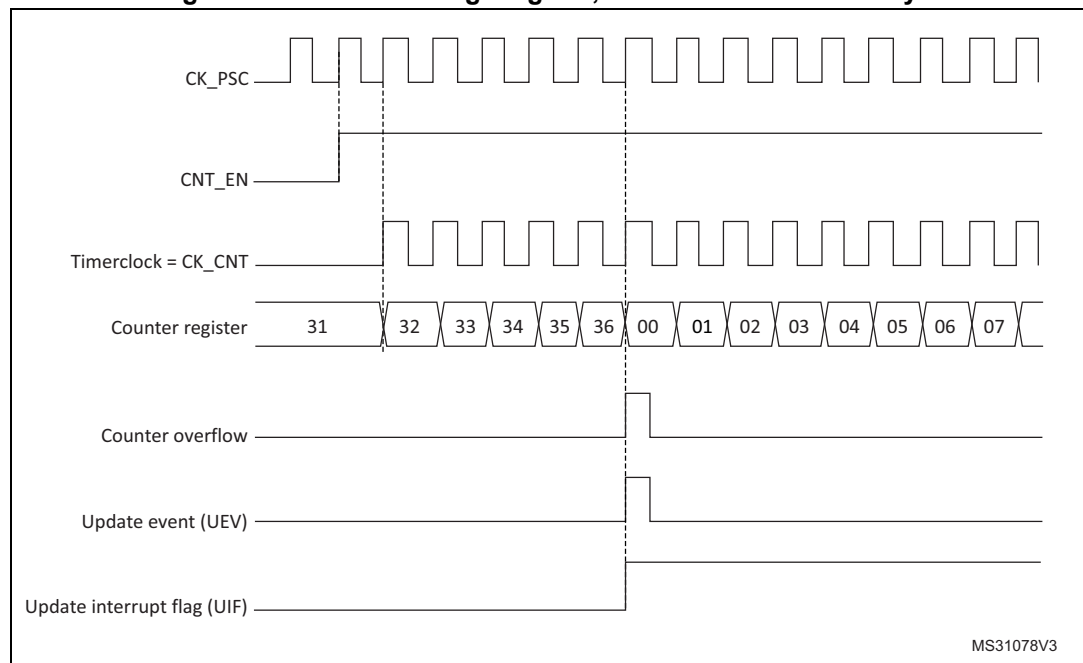 CK_PSC
CNT_EN
Timerclock = CK_CNT
Counter register 31 32 33 34 35 36 00 01 02 03 04 05 06 07
Counter overflow
Update event (UEV)
Update interrupt flag (UIF)
MS31078V3